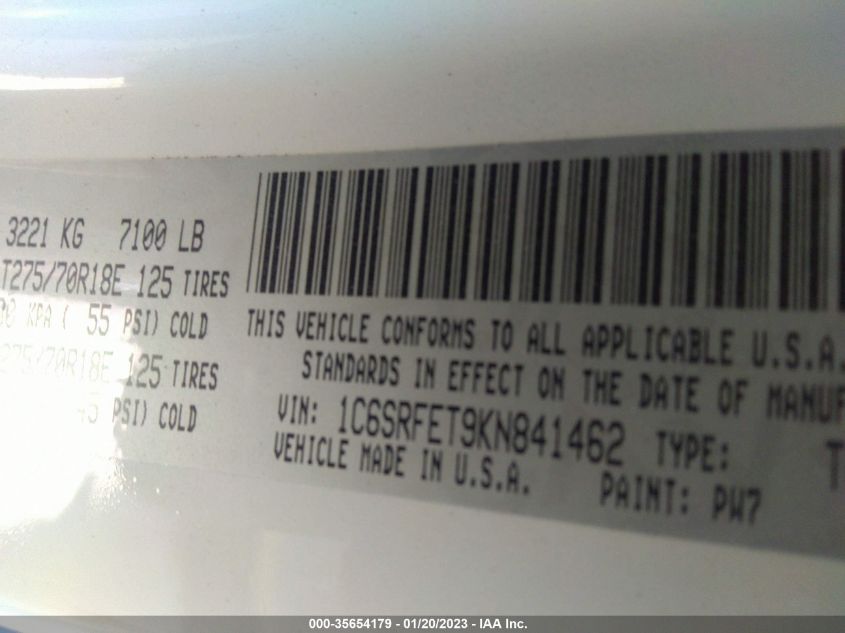 3221 KG 7100 LB
T275/70R18E 125 TIRES
KPA ( 55 PSI) COLD
275/70R18E 125 TIRES
45 PSI) COLD
THIS VEHICLE CONFORMS TO ALL APPLICABLE U.S.A.
STANDARDS IN EFFECT ON THE DATE OF MANUF
VIN: 1C6SRFET9KN841462 TYPE: T
VEHICLE MADE IN U.S.A. PAINT: PW7
000-35654179 - 01/20/2023 - IAA Inc.